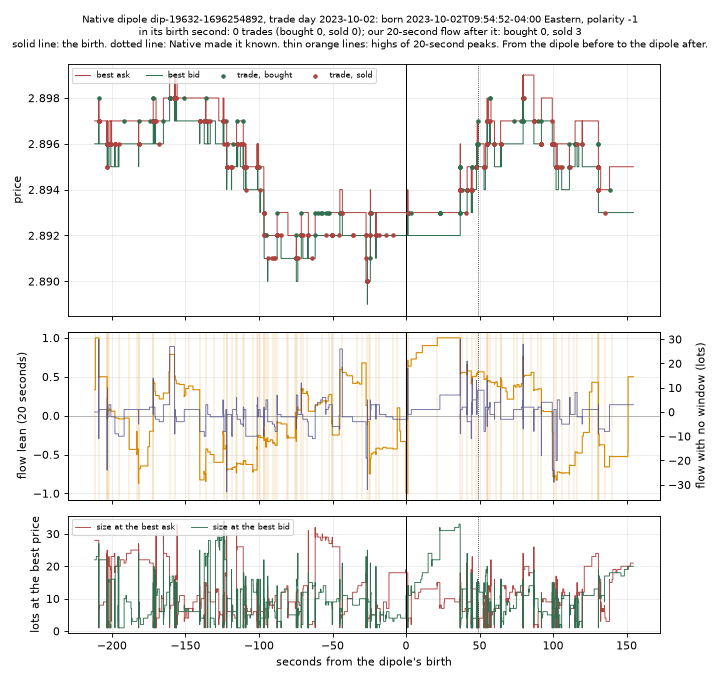 Native dipole dip-19632-1696254892, trade day 2023-10-02: born 2023-10-02T09:54:52-04:00 Eastern, polarity -1
in its birth second: 0 trades (bought 0, sold 0); our 20-second flow after it: bought 0, sold 3
solid line: the birth. dotted line: Native made it known. thin orange lines: highs of 20-second peaks. From the dipole before to the dipole after.
best ask
best bid
trade, bought
trade, sold
2.898
2.896
2.894
2.892
2.890
price
1.0
0.5
0.0
−0.5
−1.0
flow lean (20 seconds)
30
20
10
0
−10
−20
−30
flow with no window (lots)
size at the best ask
size at the best bid
30
20
10
0
lots at the best price
−200
−150
−100
−50
0
50
100
150
seconds from the dipole's birth